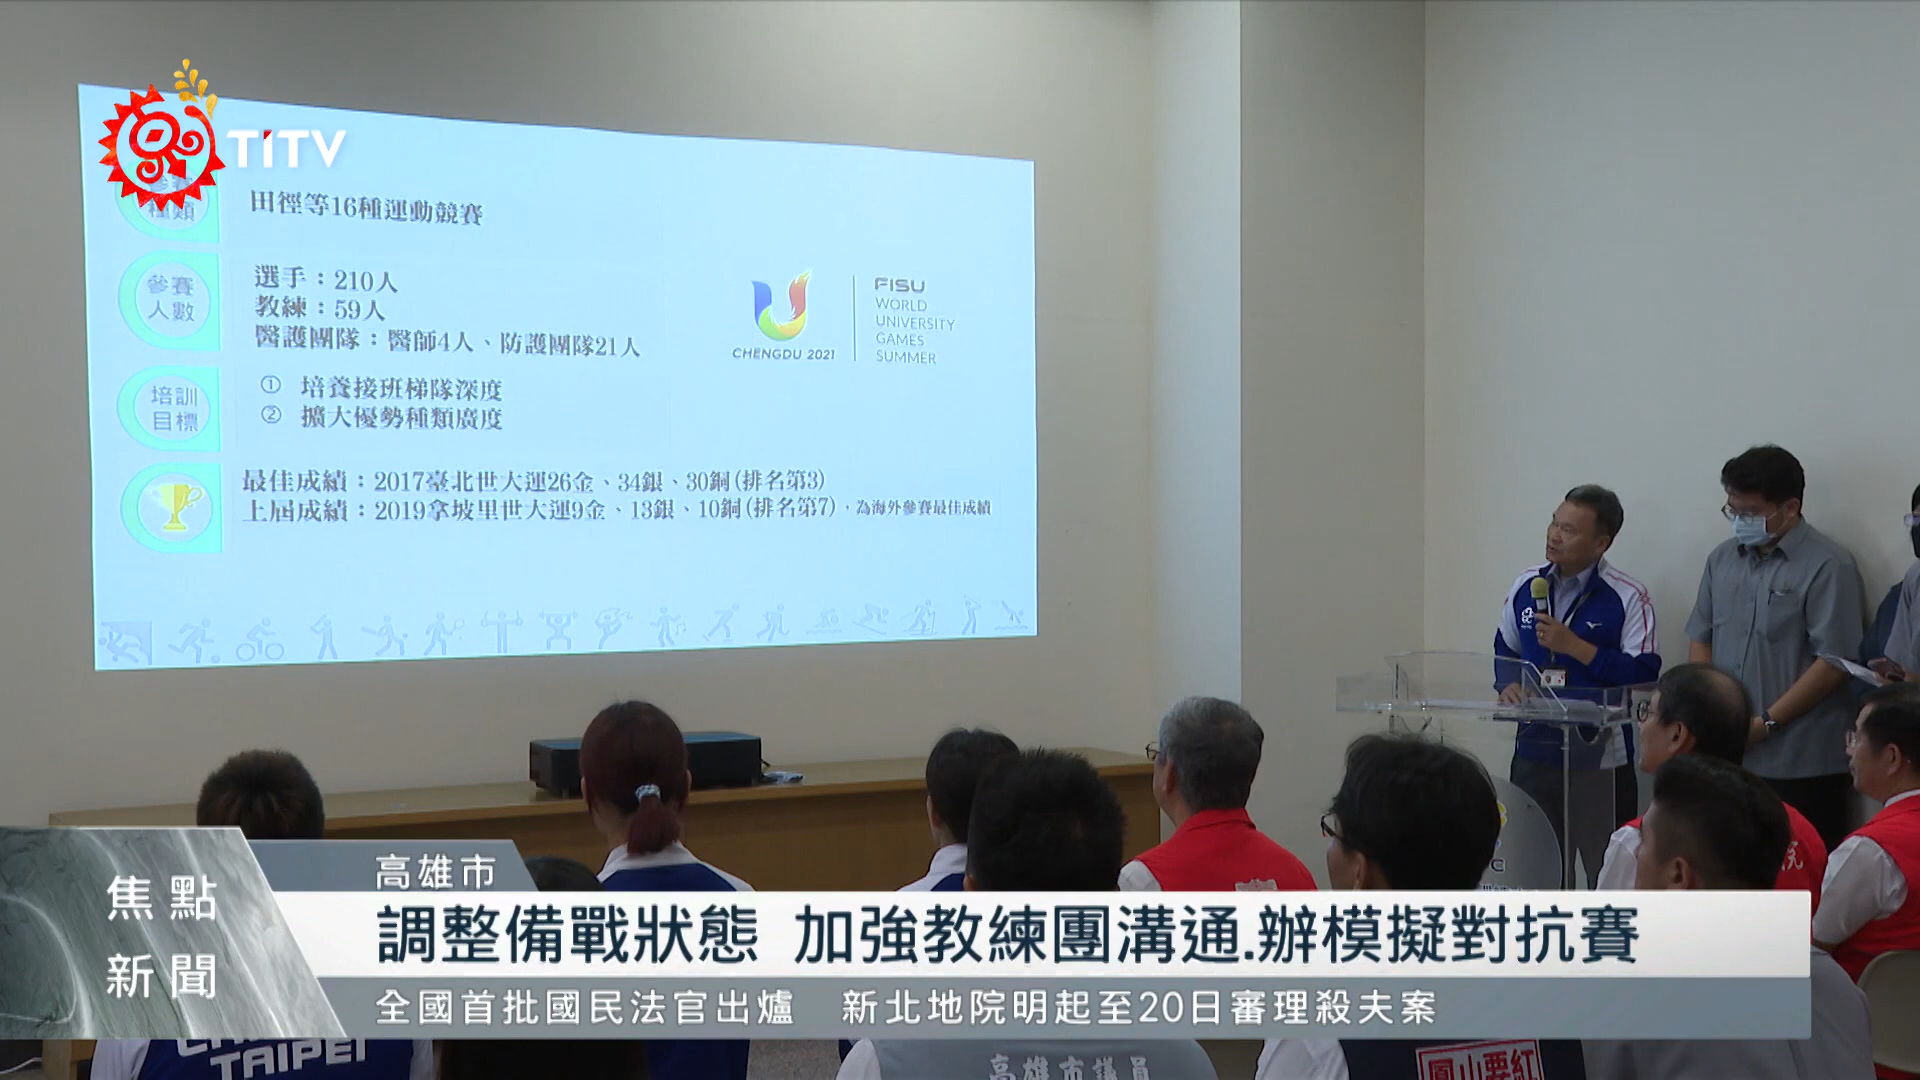 TiTV
種類
田徑等16種運動競賽
參賽
人數
選手：210人
教練：59人
醫護團隊：醫師4人、防護團隊21人
CHENGDU 2021
FISU
WORLD
UNIVERSITY
GAMES
SUMMER
培訓
目標
① 培養接班梯隊深度
② 擴大優勢種類廣度
最佳成績：2017臺北世大運26金、34銀、30銅(排名第3)
上屆成績：2019拿坡里世大運9金、13銀、10銅(排名第7)，為海外參賽最佳成績
高雄市
焦點
新聞
調整備戰狀態 加強教練團溝通.辦模擬對抗賽
全國首批國民法官出爐 新北地院明起至20日審理殺夫案
TAIPEI
高雄市議員
鳳山要紅